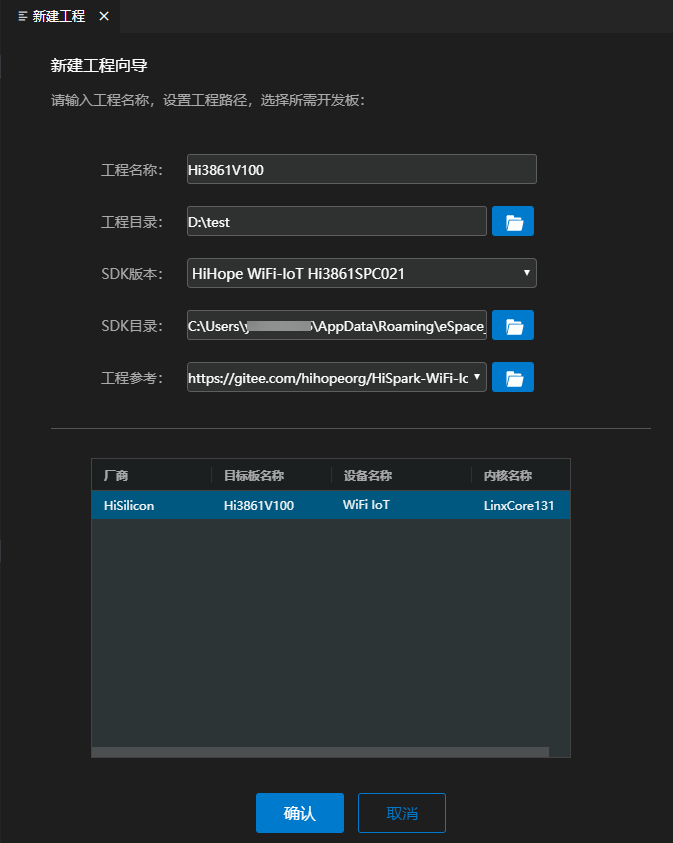 新建工程
新建工程向导
请输入工程名称，设置工程路径，选择所需开发板：
工程名称： Hi3861V100
工程目录： D:\test
SDK版本： HiHope WiFi-IoT Hi3861SPC021
SDK目录： C:\Users\ \AppData\Roaming\eSpace_
工程参考： https://gitee.com/hihopeorg/HiSpark-WiFi-Io
厂商 目标板名称 设备名称 内核名称
HiSilicon Hi3861V100 WiFi IoT LinxCore131
确认 取消